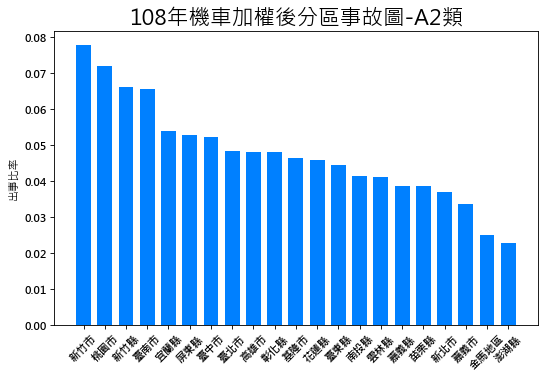 108年機車加權後分區事故圖-A2類
出事比率
0.08
0.07
0.06
0.05
0.04
0.03
0.02
0.01
0.00
新竹市
桃園市
新竹縣
臺南市
宜蘭縣
屏東縣
臺中市
臺北市
高雄市
彰化縣
基隆市
花蓮縣
臺東縣
南投縣
雲林縣
嘉義縣
苗栗縣
新北市
嘉義市
金馬地區
澎湖縣